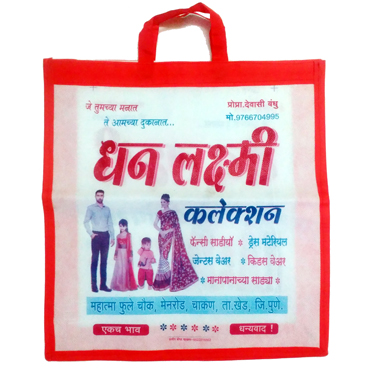 जे तुमच्या मनात
ते आमच्या दुकानात...
प्रोप्रा.देवासी बंधु
मो.9766704995
धन लक्ष्मी
कलेक्शन
फॅन्सी साडीयाँ * ड्रेस मटेरियल
जेन्टस वेअर * किडस वेअर
* मानापानाच्या साड्या *
महात्मा फुले चौक, मेनरोड, चाकण, ता.खेड, जि.पुणे.
एकच भाव ****** धन्यवाद !